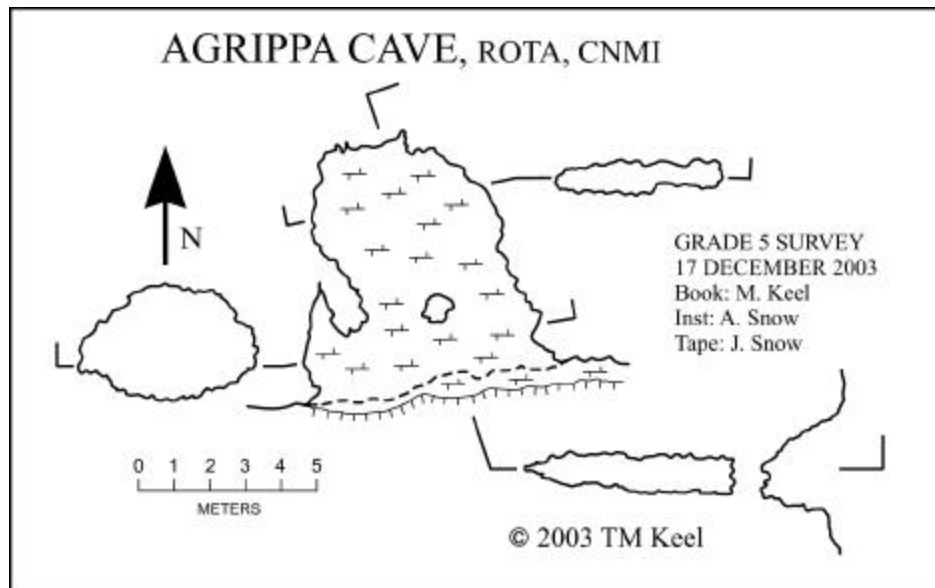 AGRIPPA CAVE, ROTA, CNMI
N
GRADE 5 SURVEY
17 DECEMBER 2003
Book: M. Keel
Inst: A. Snow
Tape: J. Snow
0 1 2 3 4 5
METERS
© 2003 TM Keel